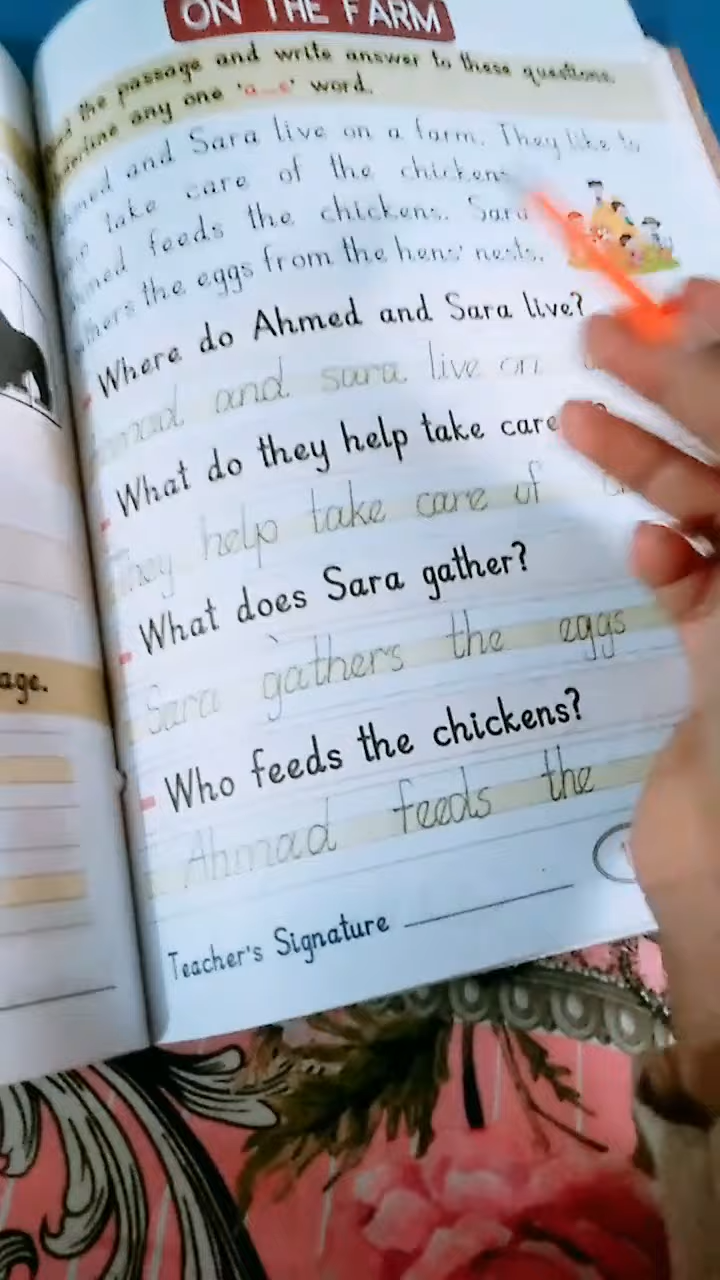 ON THE FARM
the passage and write answer to these questions.
any one 'a_e' word.
and Sara live on a farm. They like to
take care of the chickens
feeds the chickens. Sara
the eggs from the hens' nests.
Where do Ahmed and Sara live?
and sara live on
What do they help take care
They help take care of
What does Sara gather?
Sara gathers the eggs
age.
Who feeds the chickens?
Ahmad feeds the
Teacher's Signature